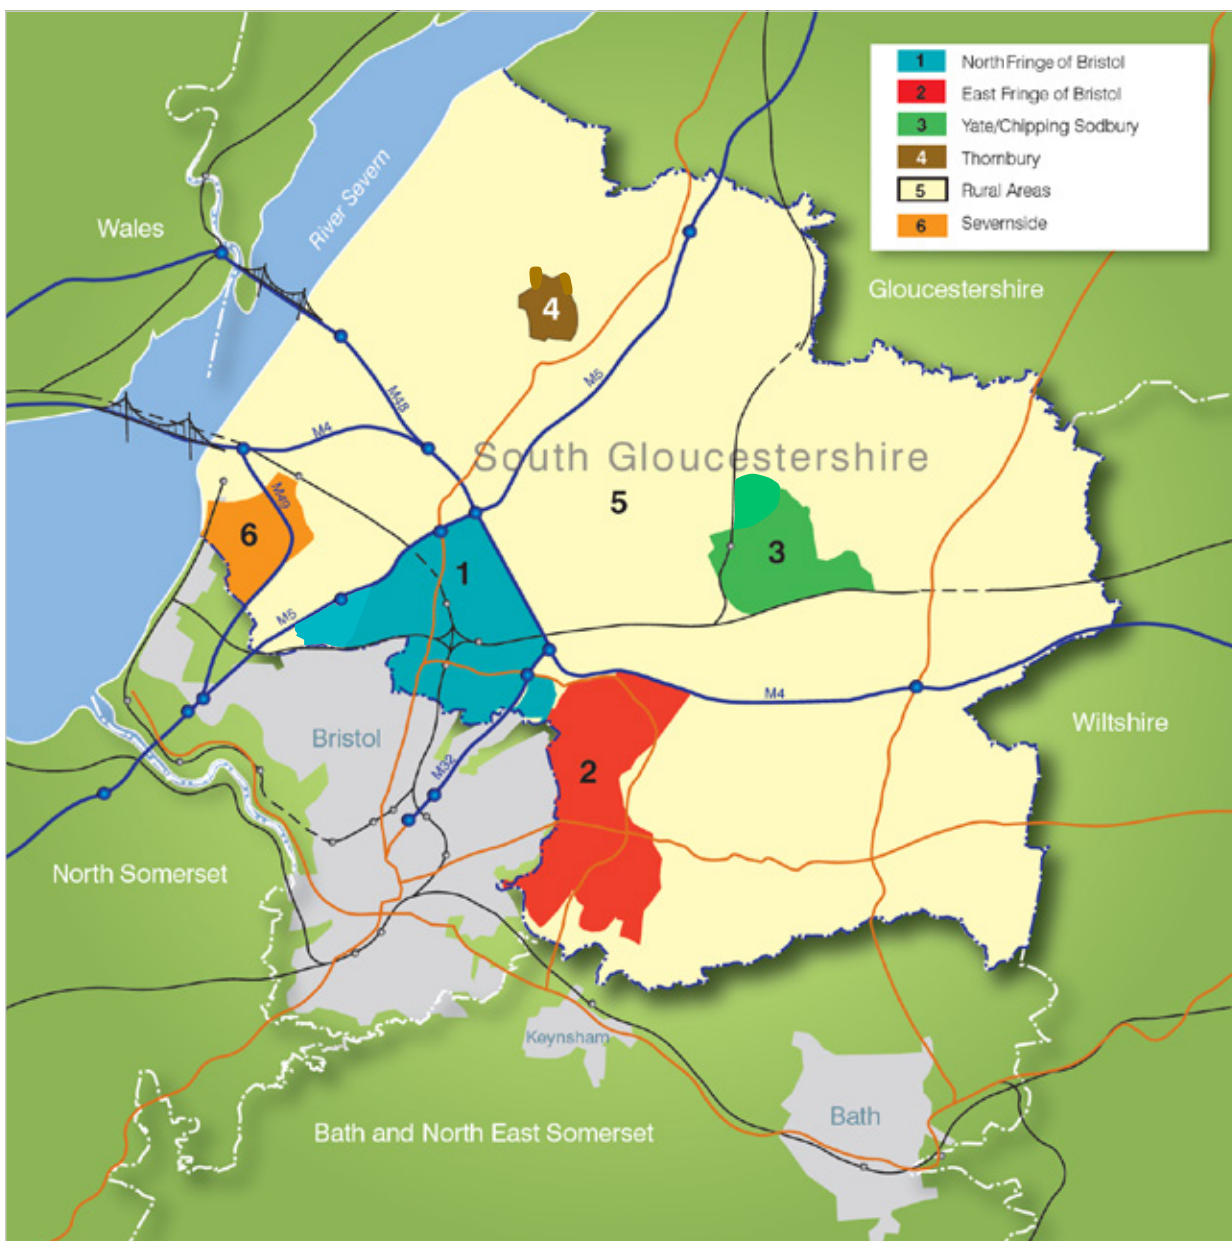 1 North Fringe of Bristol
2 East Fringe of Bristol
3 Yate/Chipping Sodbury
4 Thornbury
5 Rural Areas
6 Severnside
River Severn
Wales
Gloucestershire
4
M5
M48
M4
South Gloucestershire
M49
5
6
3
1
M5
M4
Bristol
Wiltshire
M32
2
North Somerset
Keynsham
Bath
Bath and North East Somerset